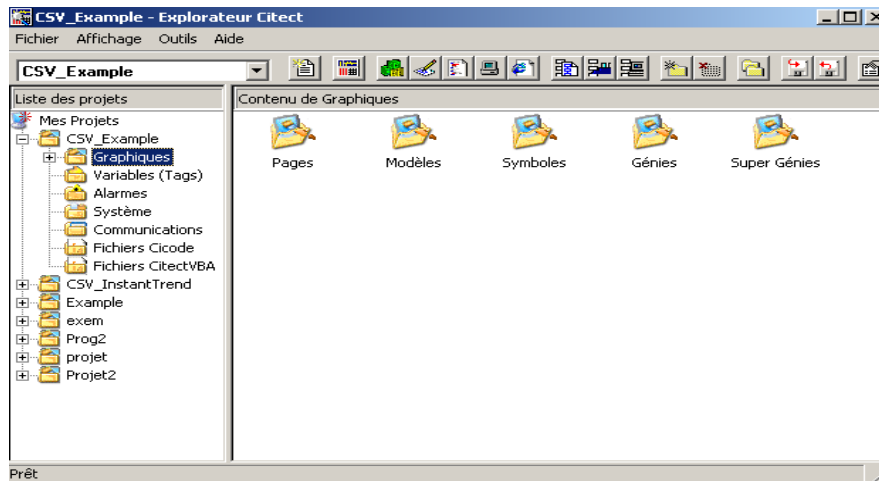 CSV_Example - Explorateur Citect
Fichier Affichage Outils Aide
CSV_Example
Liste des projets
Contenu de Graphiques
Mes Projets
CSV_Example
Graphiques
Variables (Tags)
Alarmes
Système
Communications
Fichiers Cicode
Fichiers CitectVBA
CSV_InstantTrend
Example
exem
Prog2
projet
Projet2
Pages Modèles Symboles Génies Super Génies
Prêt